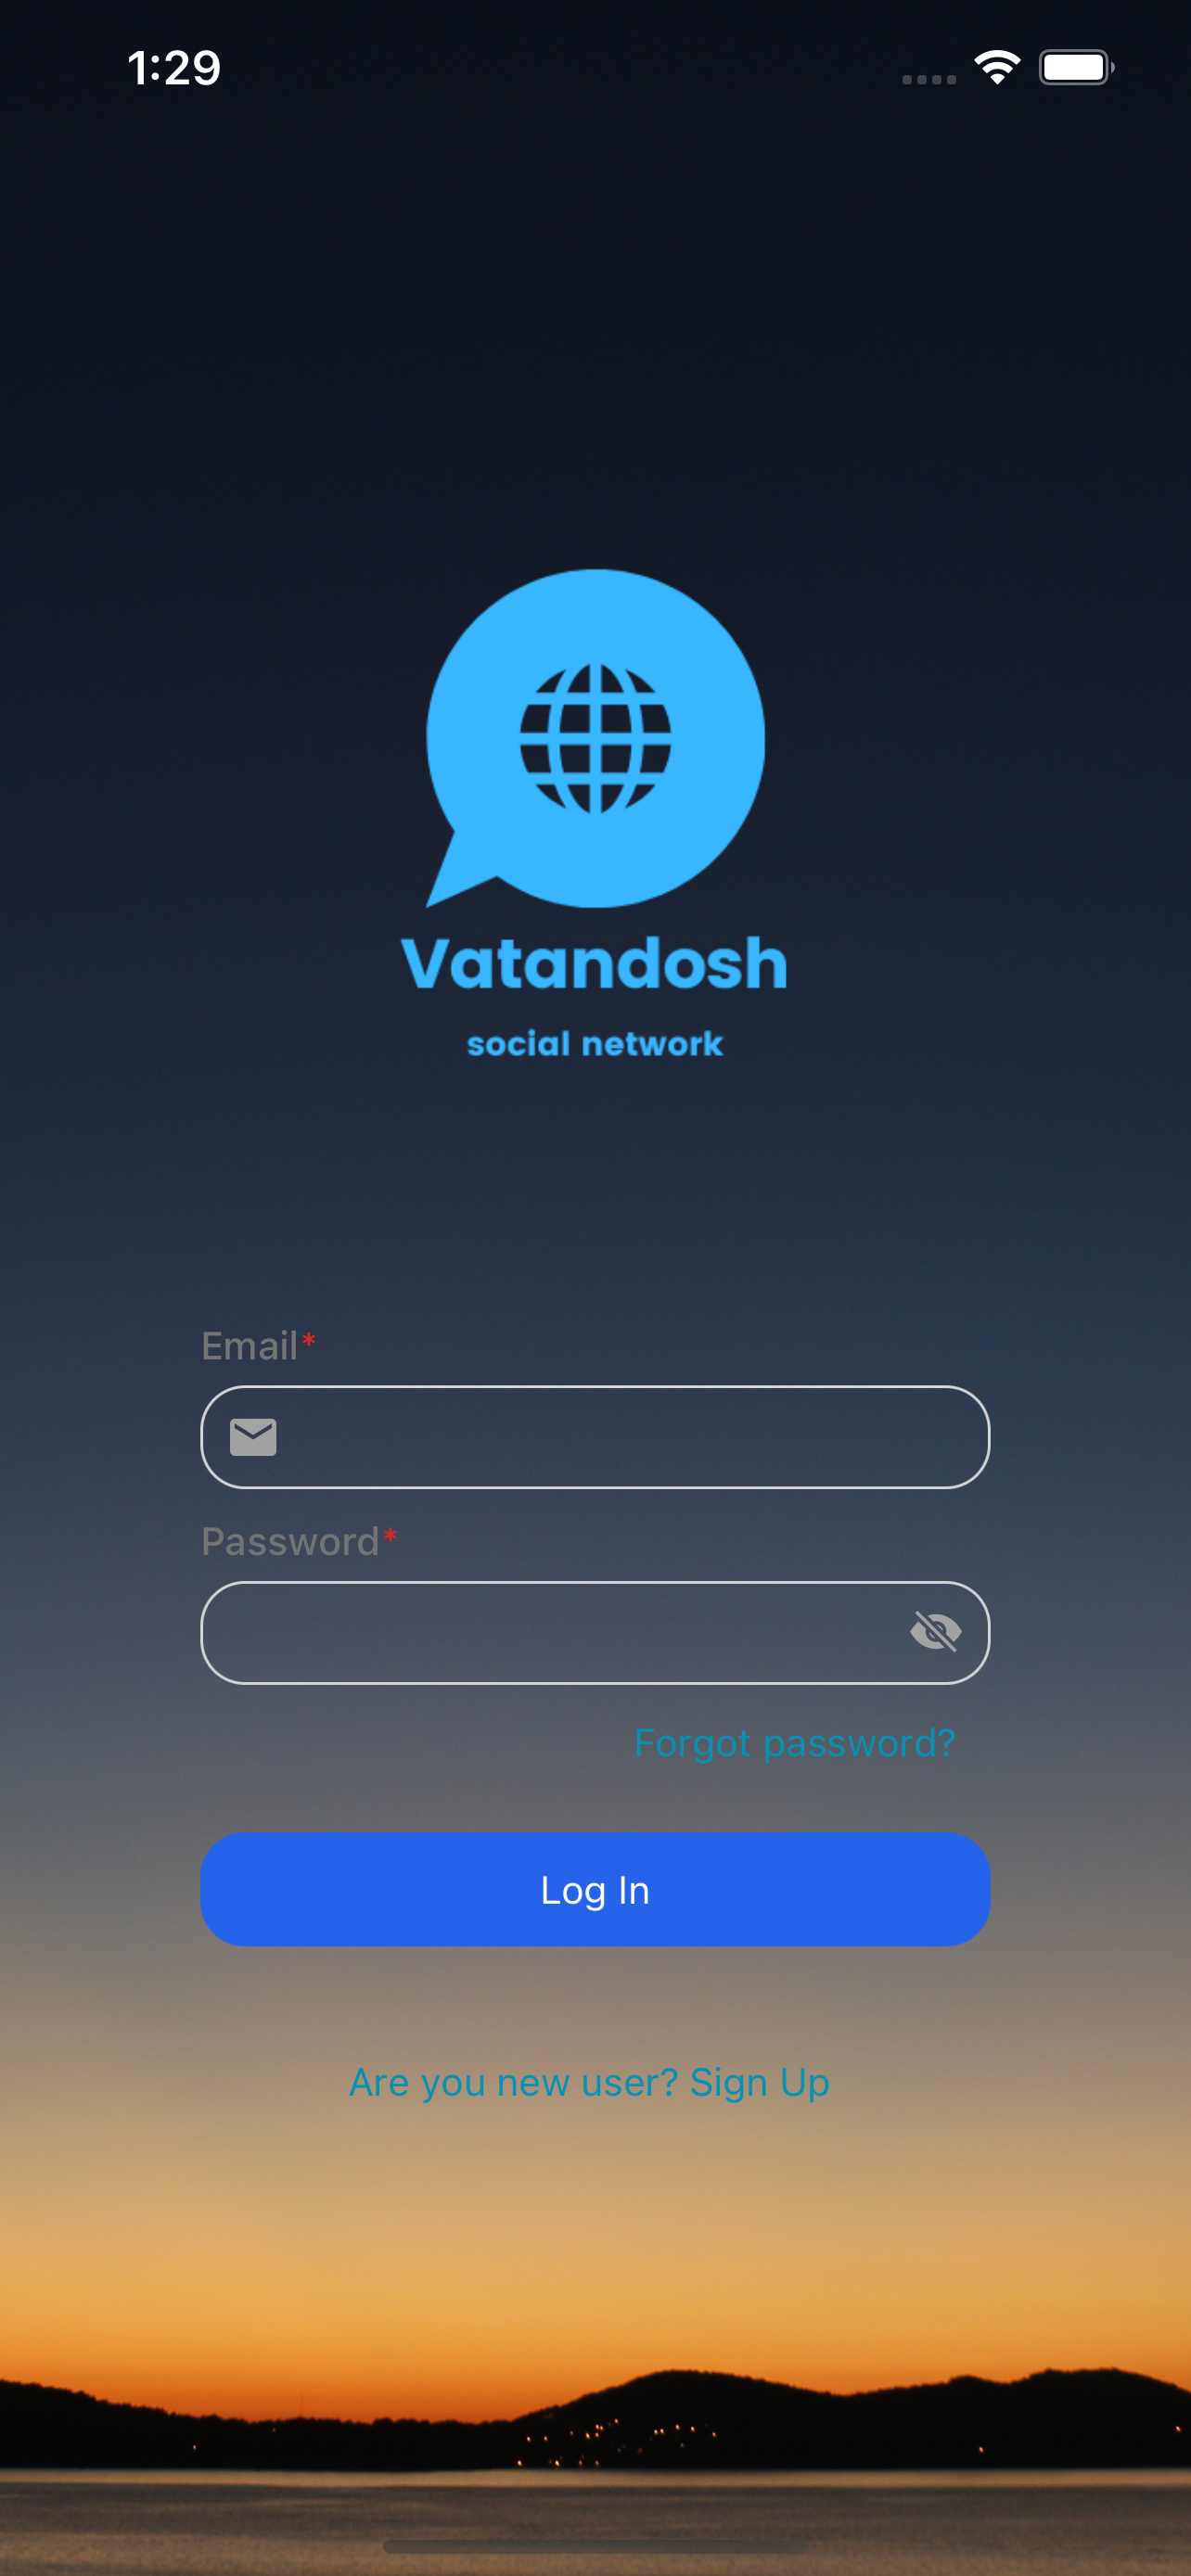 1:29
Vatandosh
social network
Email*
Password*
Forgot password?
Log In
Are you new user? Sign Up